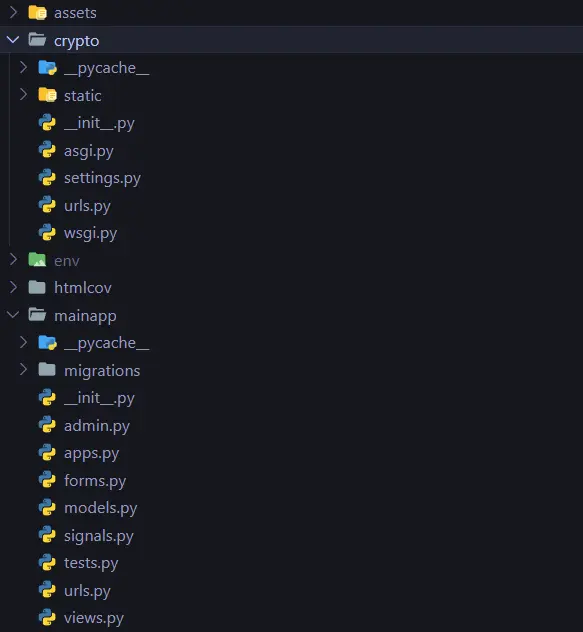 assets
crypto
__pycache__
static
__init__.py
asgi.py
settings.py
urls.py
wsgi.py
env
htmlcov
mainapp
__pycache__
migrations
__init__.py
admin.py
apps.py
forms.py
models.py
signals.py
tests.py
urls.py
views.py